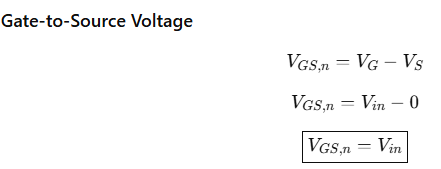 Gate-to-Source Voltage
V_{GS,n} = V_G − V_S
V_{GS,n} = V_{in} − 0
V_{GS,n} = V_{in}